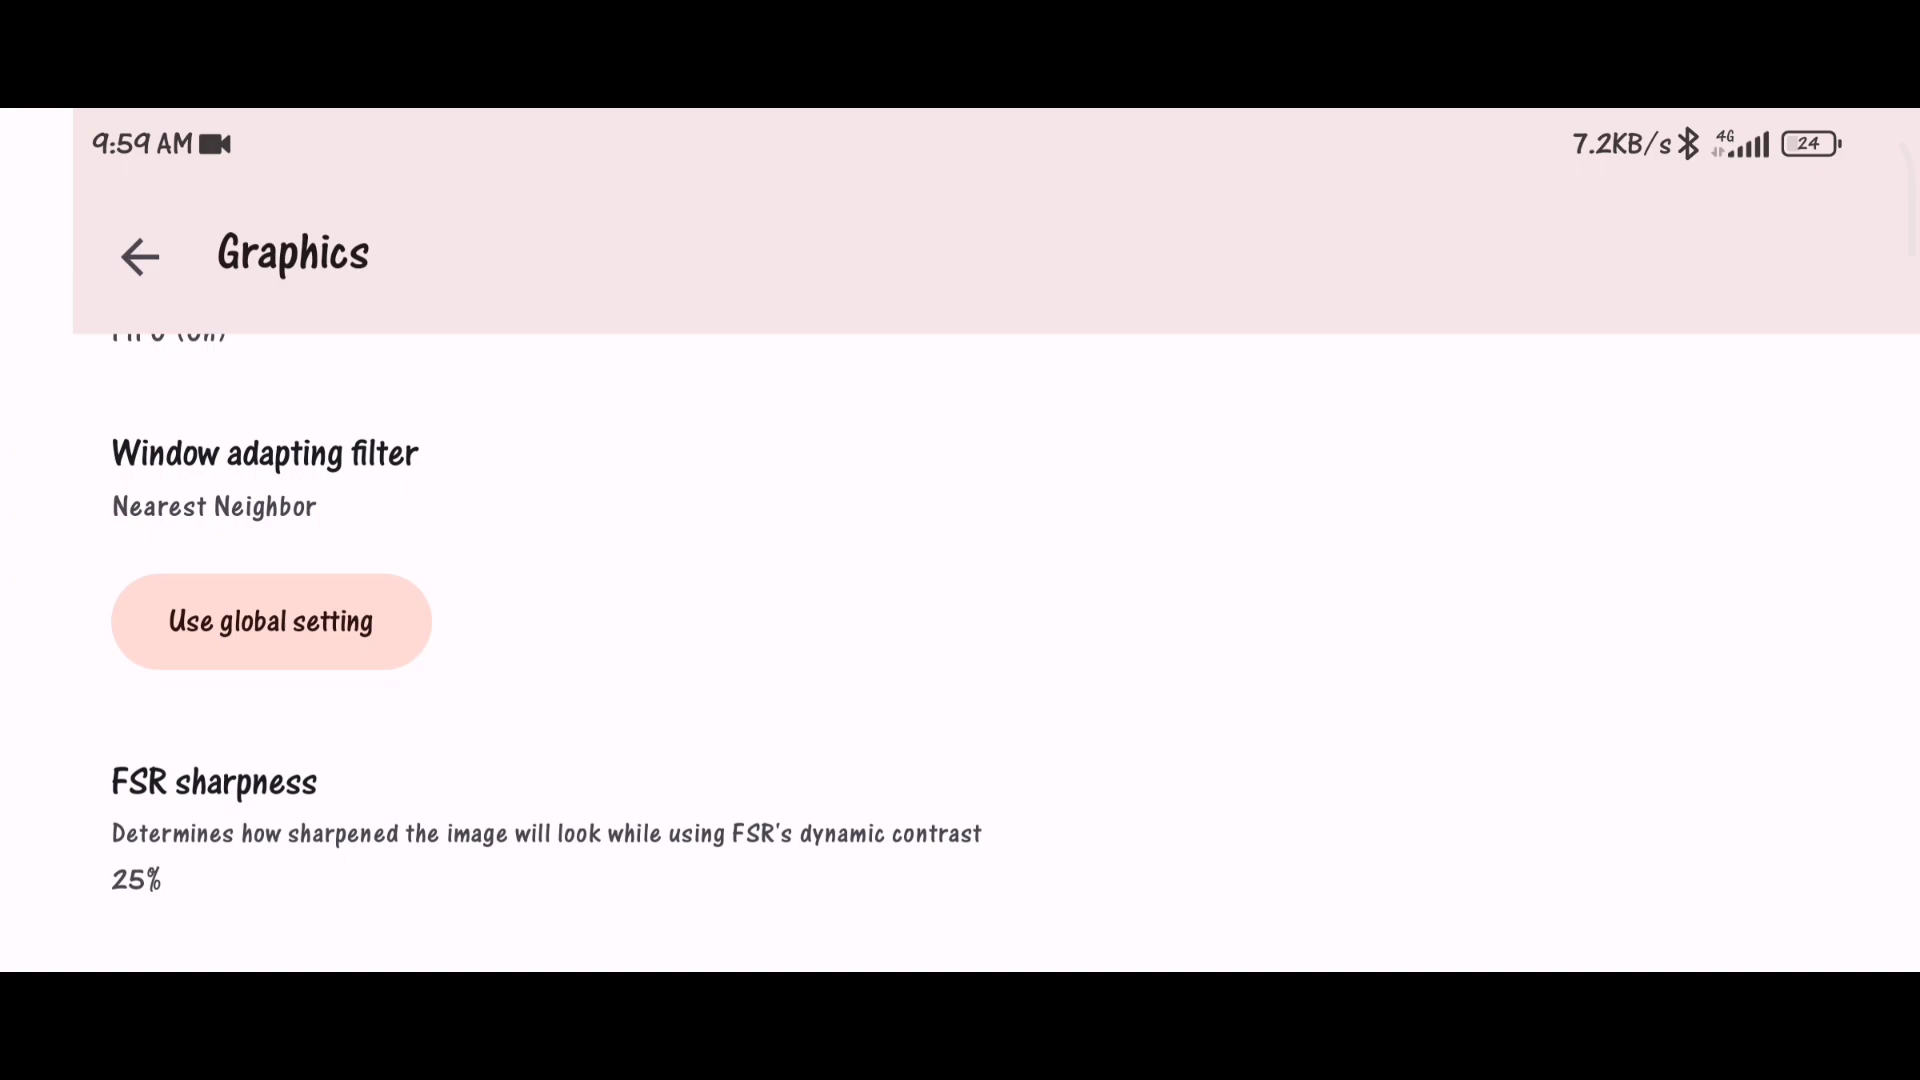 9:59 AM
7.2KB/s 4G 24
Graphics
Window adapting filter
Nearest Neighbor
Use global setting
FSR sharpness
Determines how sharpened the image will look while using FSR's dynamic contrast
25%